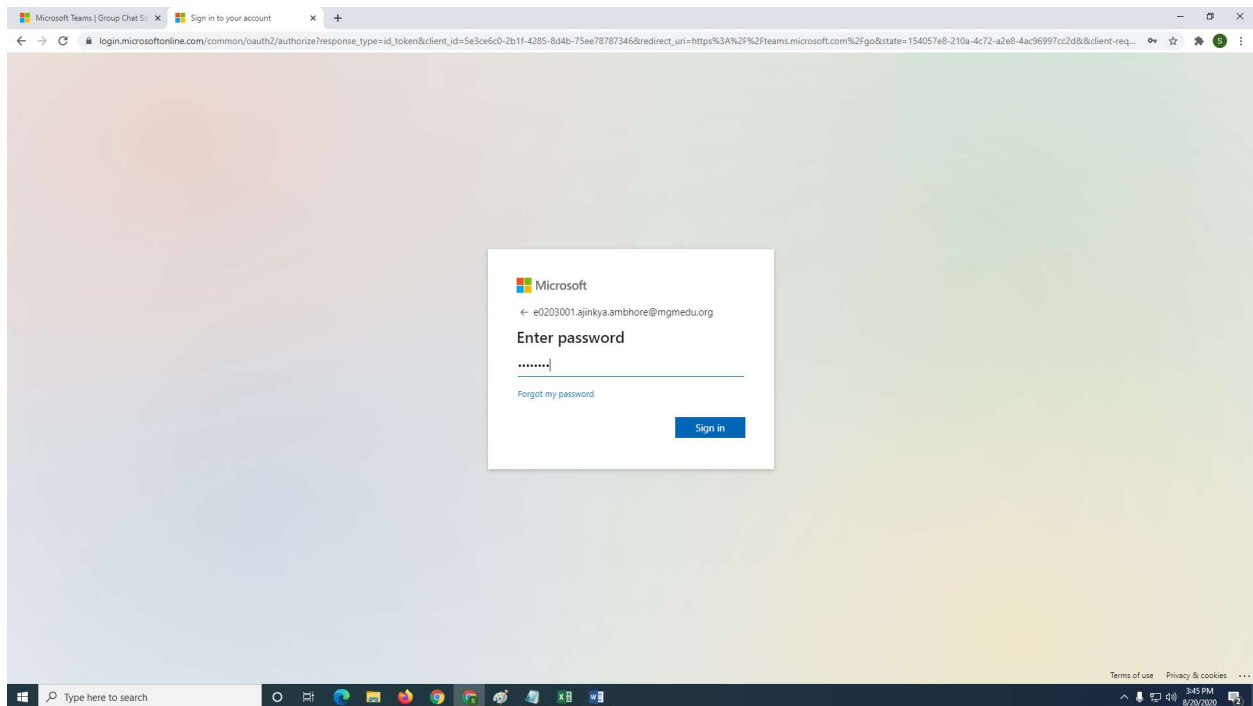 Microsoft Teams | Group Chat So
Sign in to your account
login.microsoftonline.com/common/oauth2/authorize?response_type=id_token&client_id=5e3ce6c0-2b1f-4285-8d4b-75ee78787346&redirect_uri=https%3A%2F%2Fteams.microsoft.com%2Fgo&state=154057e8-210a-4c72-a2e8-4ac96997cc2d&&client-req...
S
Microsoft
e0203001.ajinkya.ambhore@mgmedu.org
Enter password
Forgot my password
Sign in
Terms of use Privacy & cookies ...
Type here to search
3:45 PM
8/20/2020
2